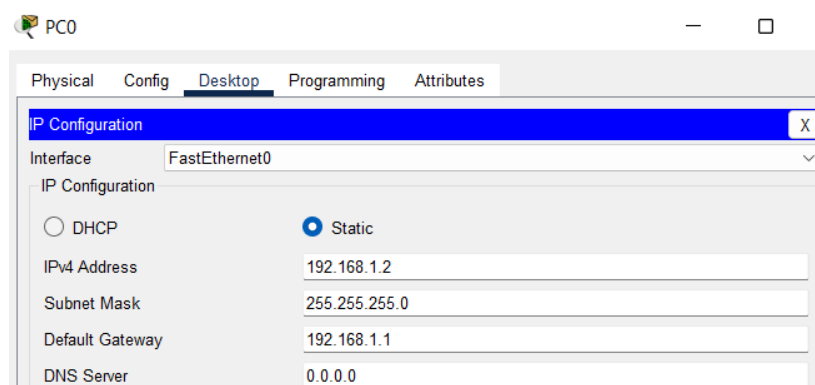 PC0
Physical Config Desktop Programming Attributes
IP Configuration X
Interface FastEthernet0
IP Configuration
DHCP Static
IPv4 Address 192.168.1.2
Subnet Mask 255.255.255.0
Default Gateway 192.168.1.1
DNS Server 0.0.0.0